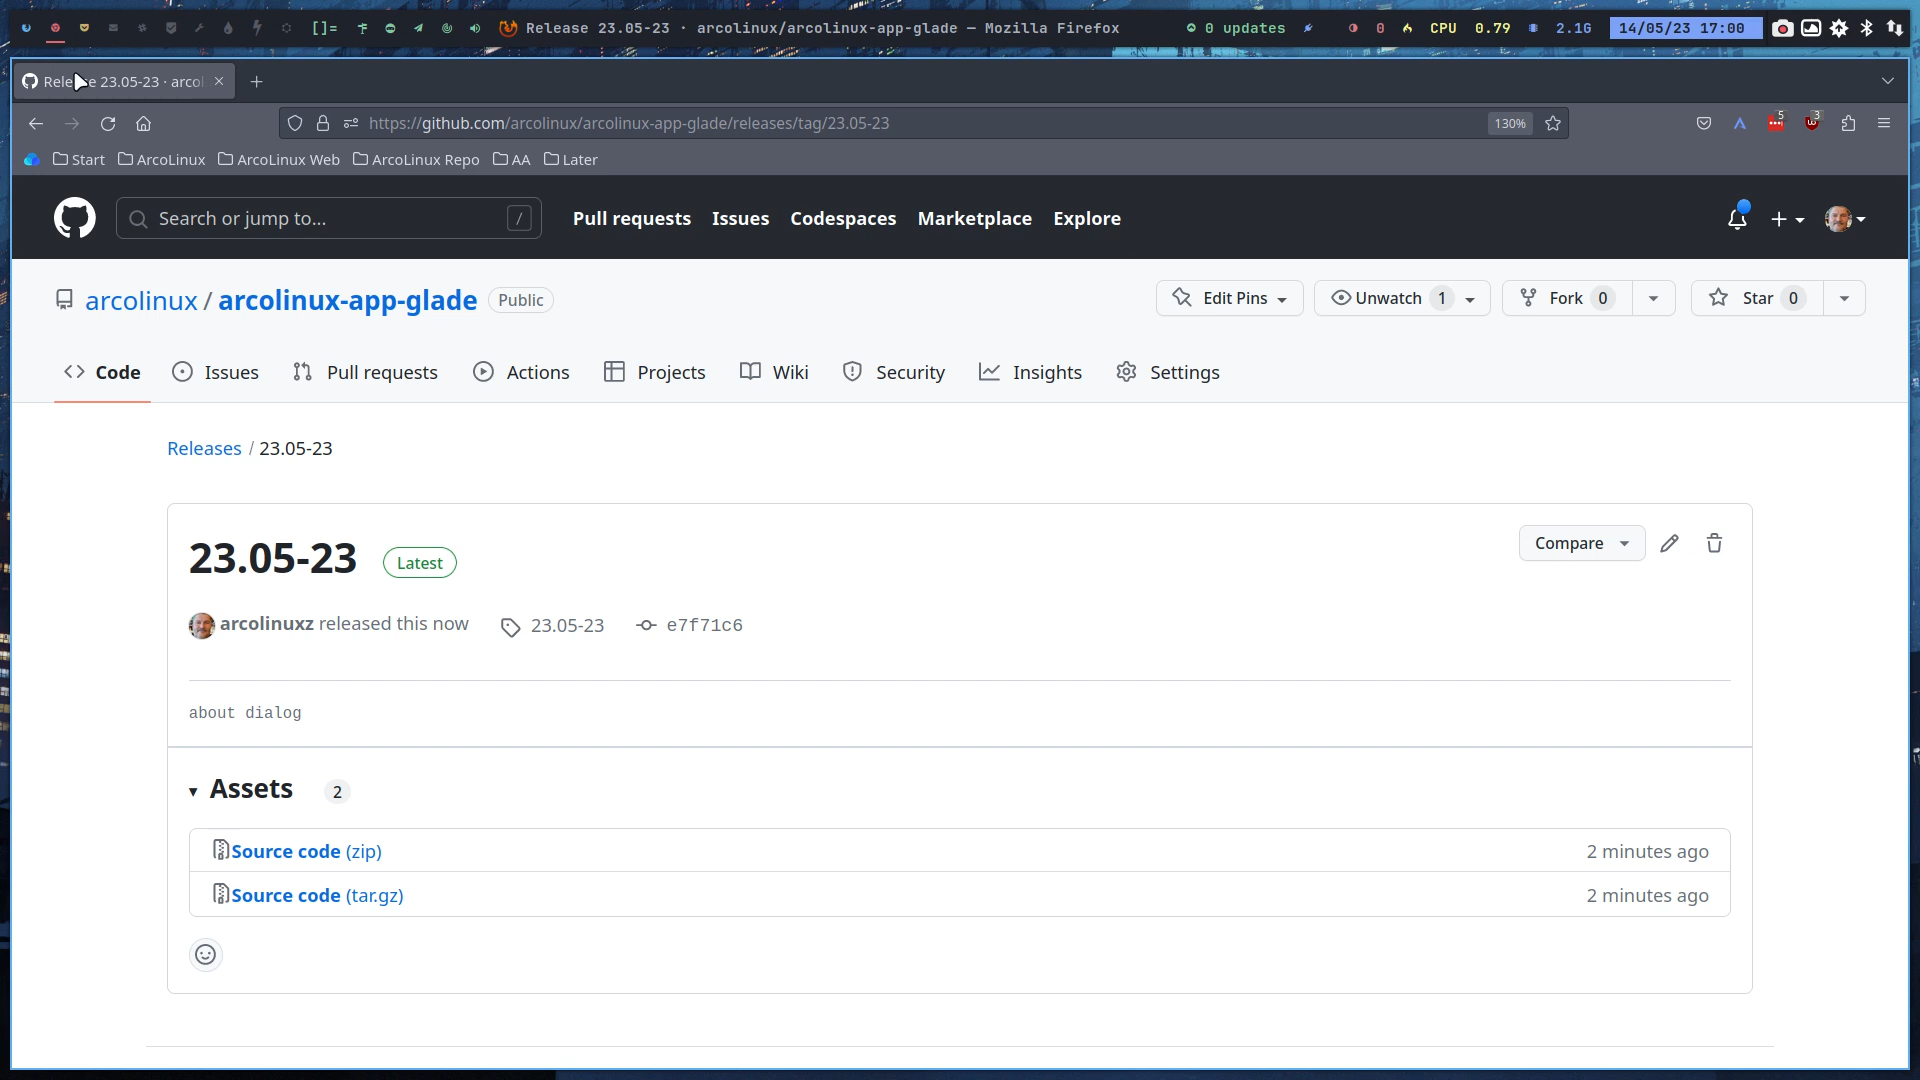 []=
Release 23.05-23 · arcolinux/arcolinux-app-glade — Mozilla Firefox
0 updates
0
CPU 0.79
2.1G
14/05/23 17:00
Release 23.05-23 · arcol
https://github.com/arcolinux/arcolinux-app-glade/releases/tag/23.05-23
130%
5
3
Start
ArcoLinux
ArcoLinux Web
ArcoLinux Repo
AA
Later
Search or jump to...
/
Pull requests
Issues
Codespaces
Marketplace
Explore
arcolinux / arcolinux-app-glade
Public
Edit Pins
Unwatch 1
Fork 0
Star 0
Code
Issues
Pull requests
Actions
Projects
Wiki
Security
Insights
Settings
Releases / 23.05-23
23.05-23
Latest
Compare
arcolinuxz released this now
23.05-23
e7f71c6
about dialog
Assets 2
Source code (zip)
2 minutes ago
Source code (tar.gz)
2 minutes ago